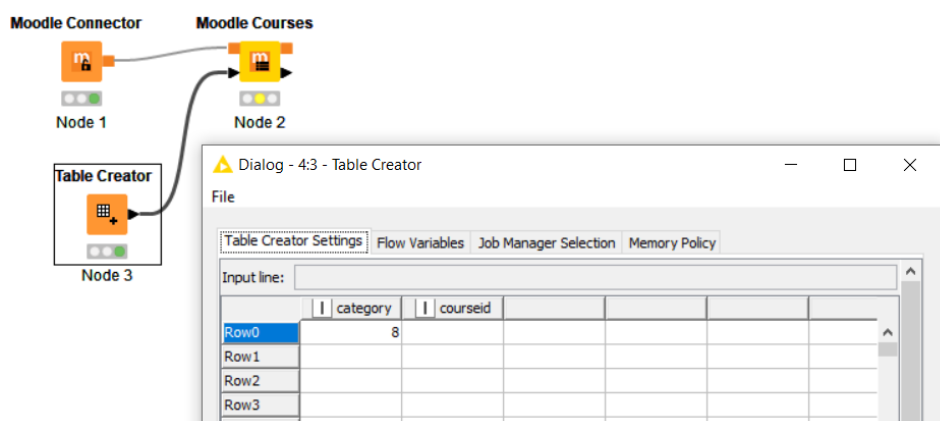 Moodle Connector
Moodle Courses
Node 1
Node 2
Table Creator
Node 3
Dialog - 4:3 - Table Creator
File
Table Creator Settings
Flow Variables
Job Manager Selection
Memory Policy
Input line:
I category
I courseid
Row0
8
Row1
Row2
Row3